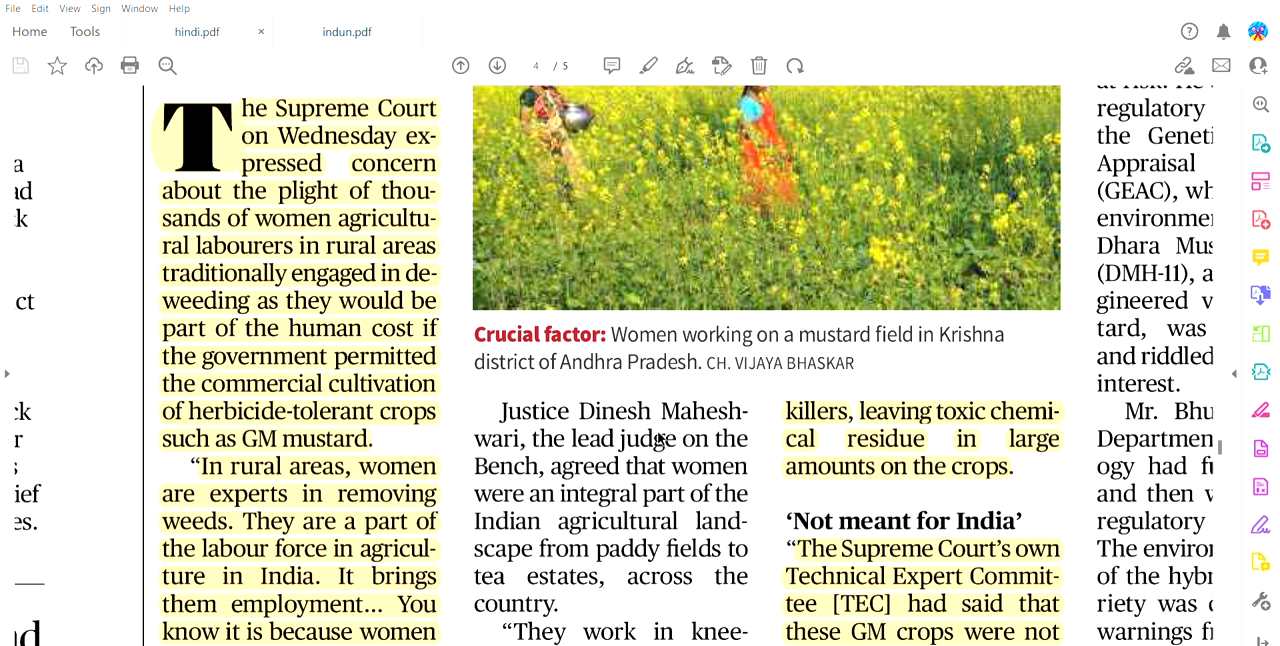 File Edit View Sign Window Help
Home Tools hindi.pdf × indun.pdf
4 / 5
a
ad
k
ct
ck
r
s
ief
es.
The Supreme Court
on Wednesday ex-
pressed concern
about the plight of thou-
sands of women agricultu-
ral labourers in rural areas
traditionally engaged in de-
weeding as they would be
part of the human cost if
the government permitted
the commercial cultivation
of herbicide-tolerant crops
such as GM mustard.
“In rural areas, women
are experts in removing
weeds. They are a part of
the labour force in agricul-
ture in India. It brings
them employment... You
know it is because women
Crucial factor: Women working on a mustard field in Krishna
district of Andhra Pradesh. CH. VIJAYA BHASKAR
Justice Dinesh Mahesh-
wari, the lead judge on the
Bench, agreed that women
were an integral part of the
Indian agricultural land-
scape from paddy fields to
tea estates, across the
country.
“They work in knee-
killers, leaving toxic chemi-
cal residue in large
amounts on the crops.
‘Not meant for India’
“The Supreme Court’s own
Technical Expert Commit-
tee [TEC] had said that
these GM crops were not
regulatory
the Geneti
Appraisal
(GEAC), wh
environmen
Dhara Mus
(DMH-11), a
gineered v
tard, was
and riddled
interest.
Mr. Bhu
Departmen
ogy had fu
and then w
regulatory
The environ
of the hybr
riety was
warnings fr